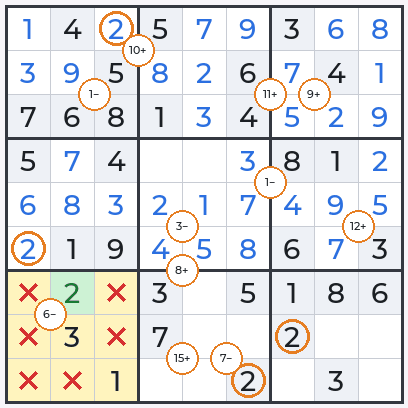 1 4 2 5 7 9 3 6 8
10+
3 9 5 8 2 6 7 4 1
1− 11+ 9+
7 6 8 1 3 4 5 2 9
5 7 4 3 8 1 2
1−
6 8 3 2 1 7 4 9 5
3− 12+
2 1 9 4 5 8 6 7 3
8+
× 2 × 3 5 1 8 6
6−
× 3 × 7 2
15+ 7−
× × 1 2 3